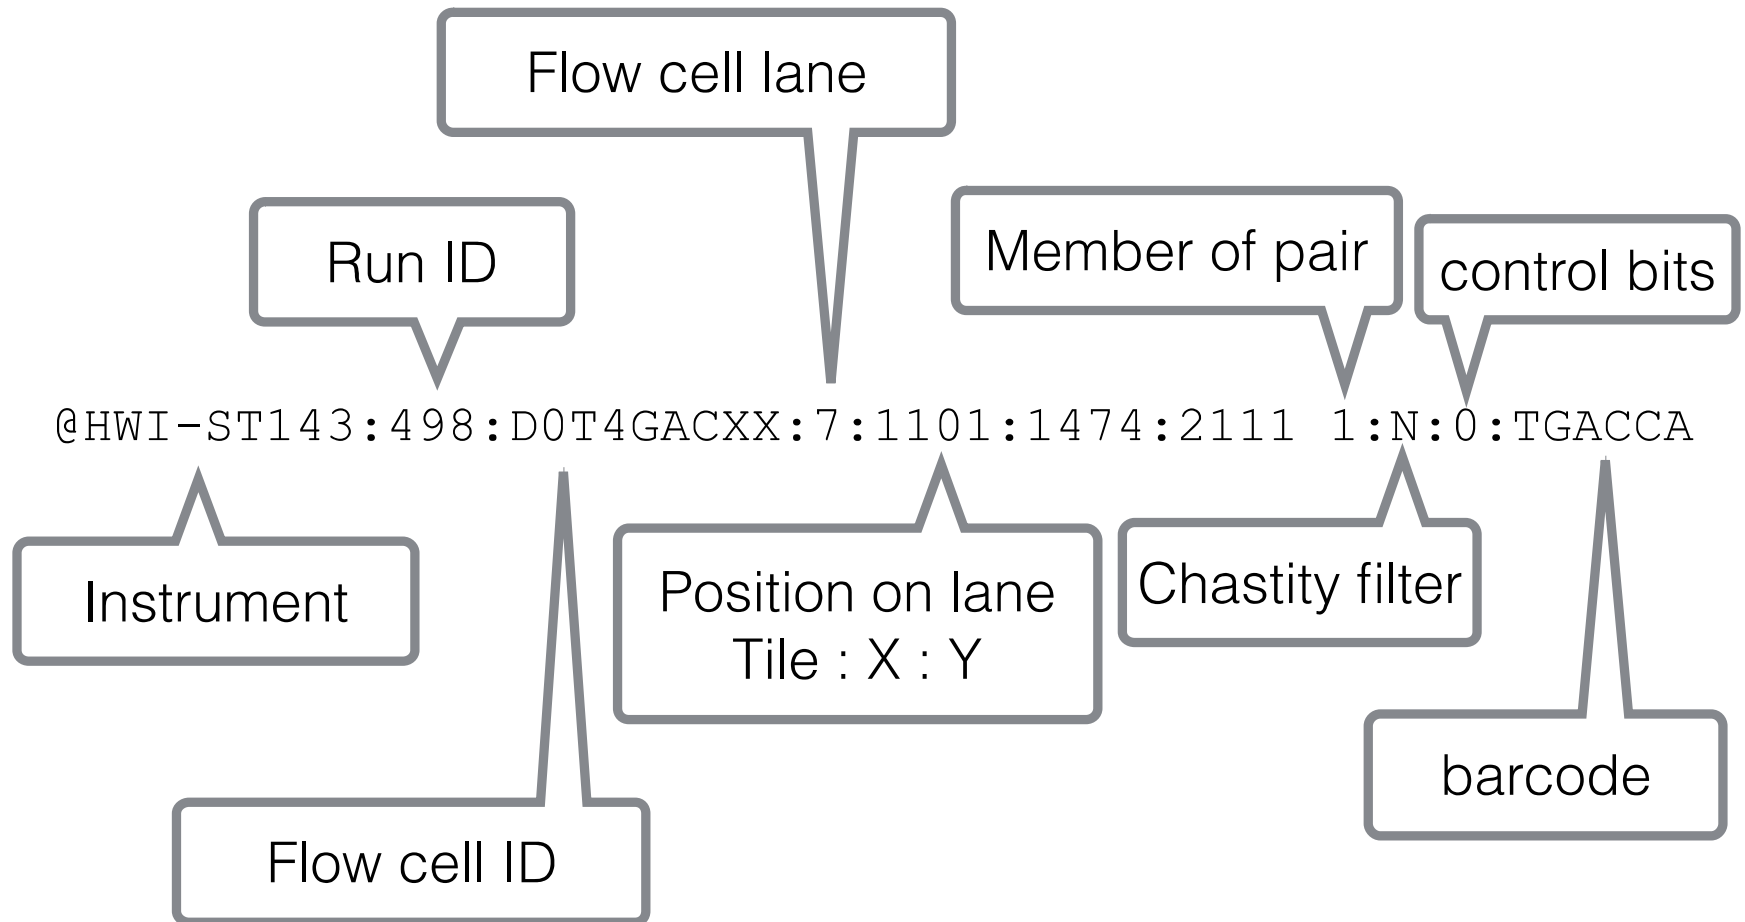 Flow cell lane
Run ID
Member of pair
control bits
@HWI-ST143:498:D0T4GACXX:7:1101:1474:2111 1:N:0:TGACCA
Instrument
Position on lane
Tile : X : Y
Chastity filter
barcode
Flow cell ID